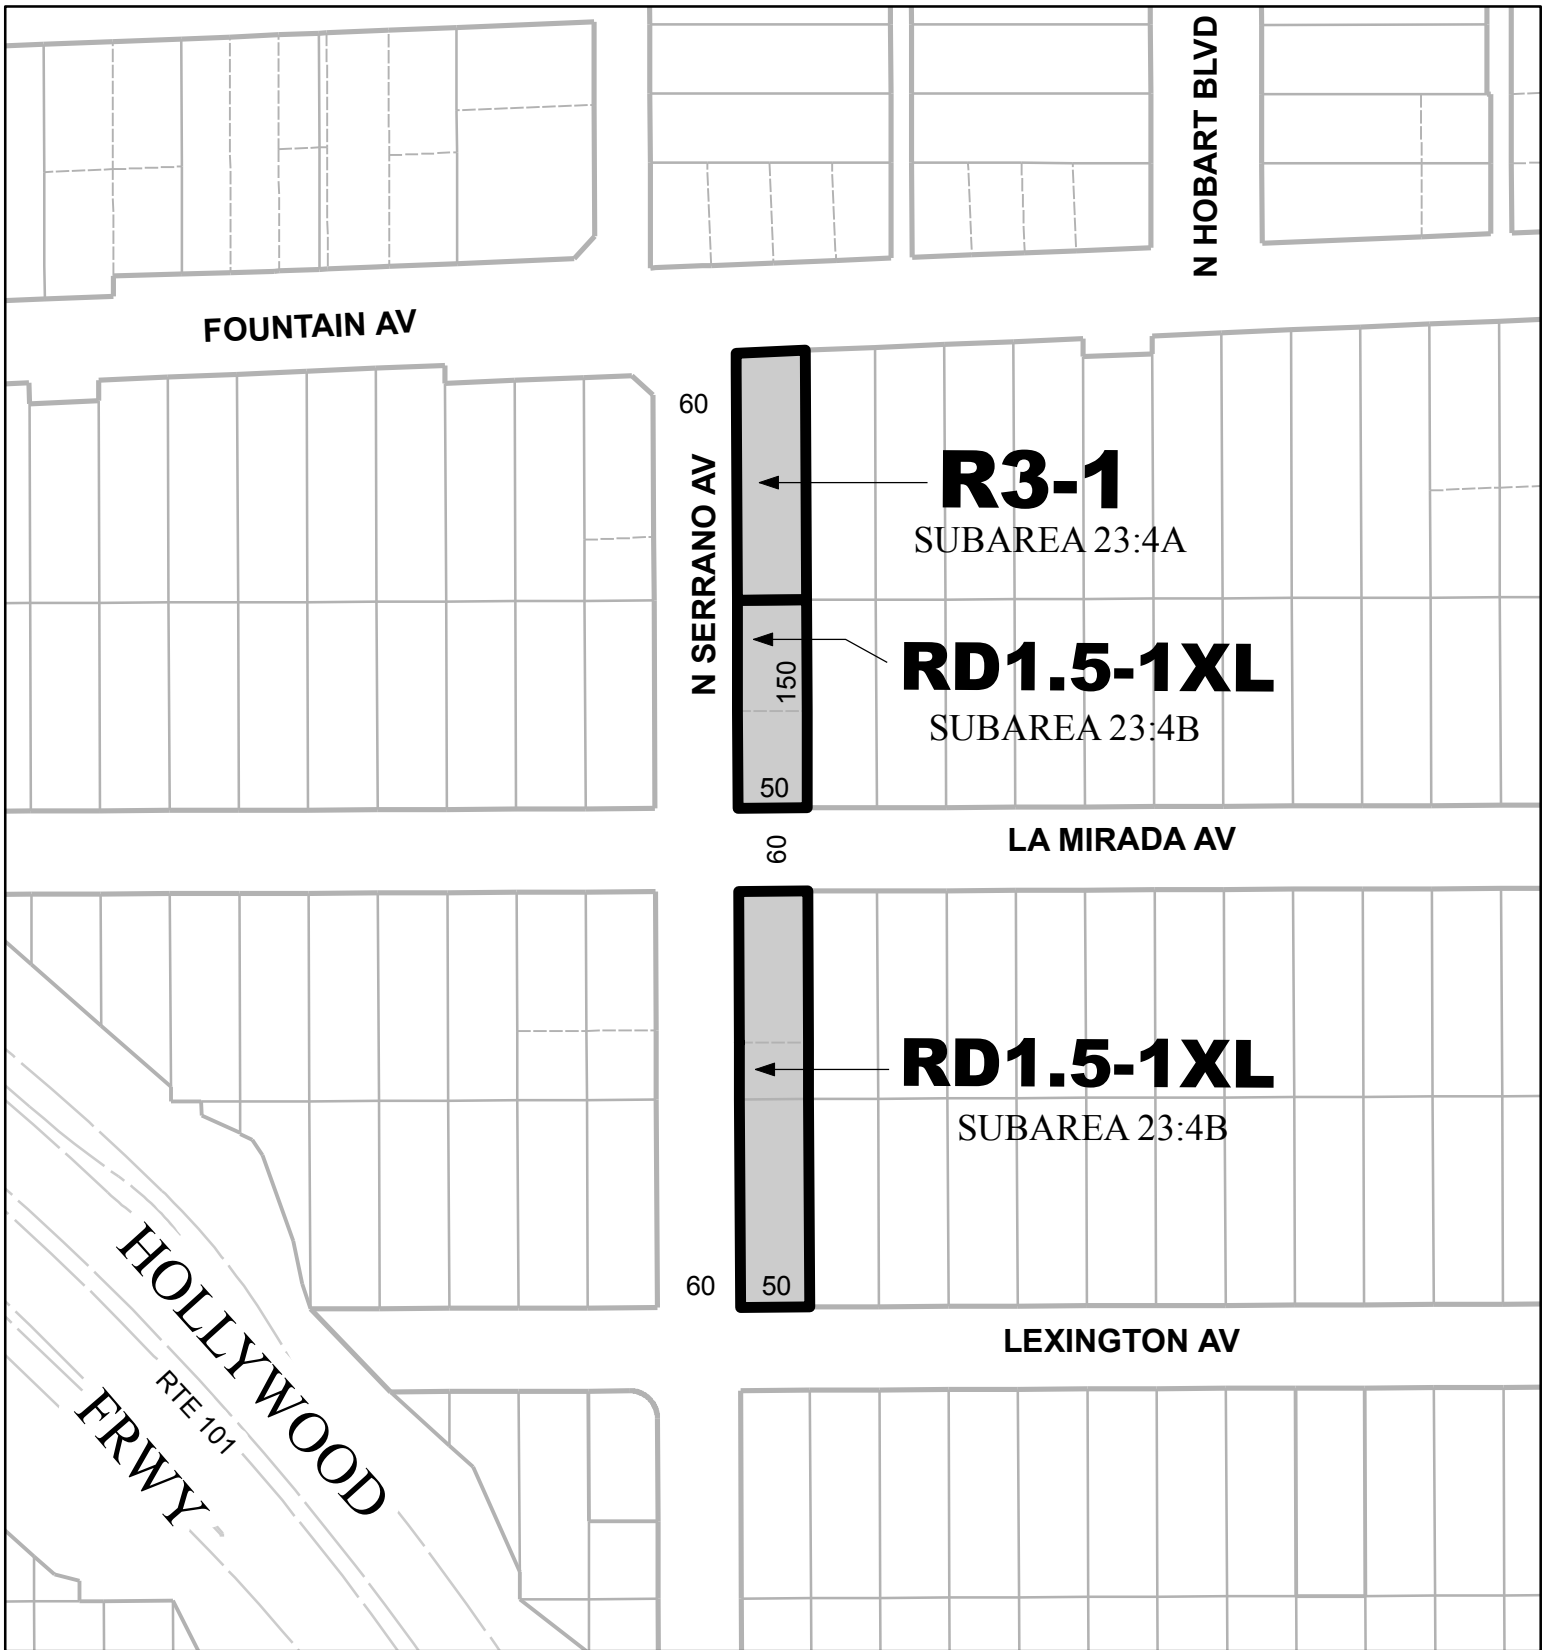 N HOBART BLVD
FOUNTAIN AV
60
N SERRANO AV
R3-1
SUBAREA 23:4A
RD1.5-1XL
150
SUBAREA 23:4B
50
60
LA MIRADA AV
RD1.5-1XL
SUBAREA 23:4B
60
50
LEXINGTON AV
HOLLYWOOD
RTE 101
FRWY